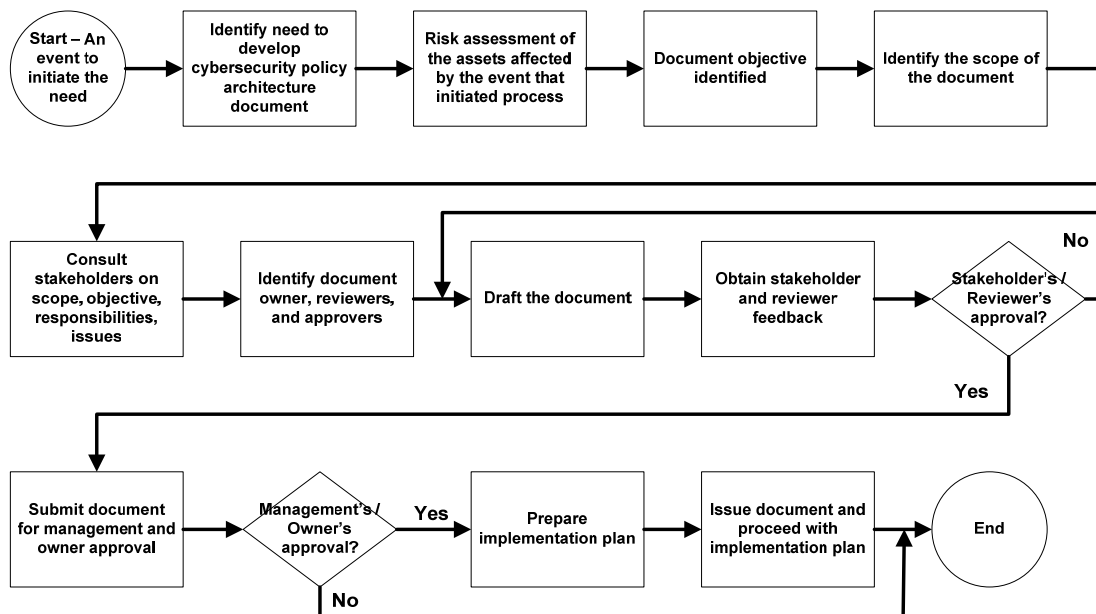 Start – An
event to
initiate the
need
Identify need to
develop
cybersecurity policy
architecture
document
Risk assessment of
the assets affected
by the event that
initiated process
Document objective
identified
Identify the scope of
the document
Consult
stakeholders on
scope, objective,
responsibilities,
issues
Identify document
owner, reviewers,
and approvers
Draft the document
Obtain stakeholder
and reviewer
feedback
Stakeholder's /
Reviewer's
approval?
No
Yes
Submit document
for management and
owner approval
Management's /
Owner's
approval?
Yes
No
Prepare
implementation plan
Issue document and
proceed with
implementation plan
End